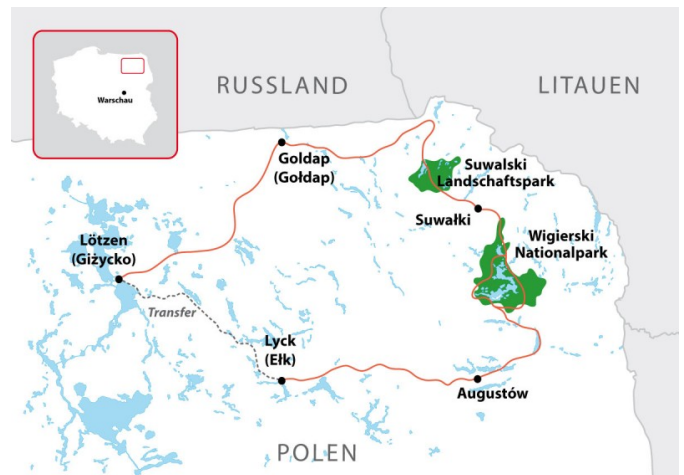 RUSSLAND
LITAUEN
Warschau
Goldap
(Gołdap)
Suwalski
Landschaftspark
Suwałki
Wigierski
Nationalpark
Lötzen
(Giżycko)
Transfer
Lyck
(Ełk)
Augustów
POLEN